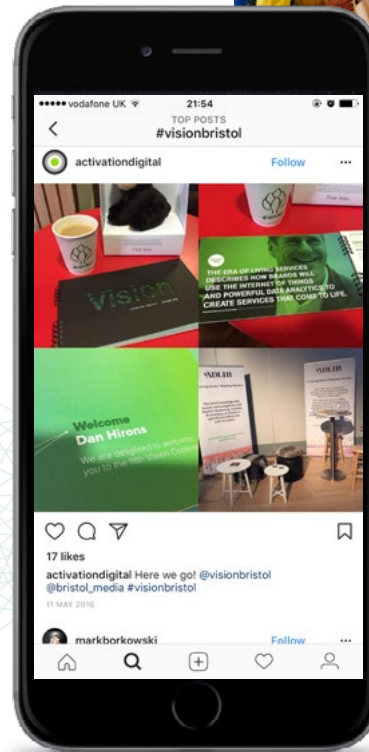 vodafone UK
21:54
TOP POSTS
#visionbristol
activationdigital
Follow
Vision
THE ERA OF LIVING SERVICES
DESCRIBES HOW BRANDS WILL
USE THE INTERNET OF THINGS
AND POWERFUL DATA ANALYTICS TO
CREATE SERVICES THAT COME TO LIFE.
Welcome
Dan Hirons
We are delighted to welcome
you to the fifth Vision
ADLIB
ADLIB
17 likes
activationdigital Here we go! @visionbristol
@bristol_media #visionbristol
11 MAY 2016
markborkowski
Follow